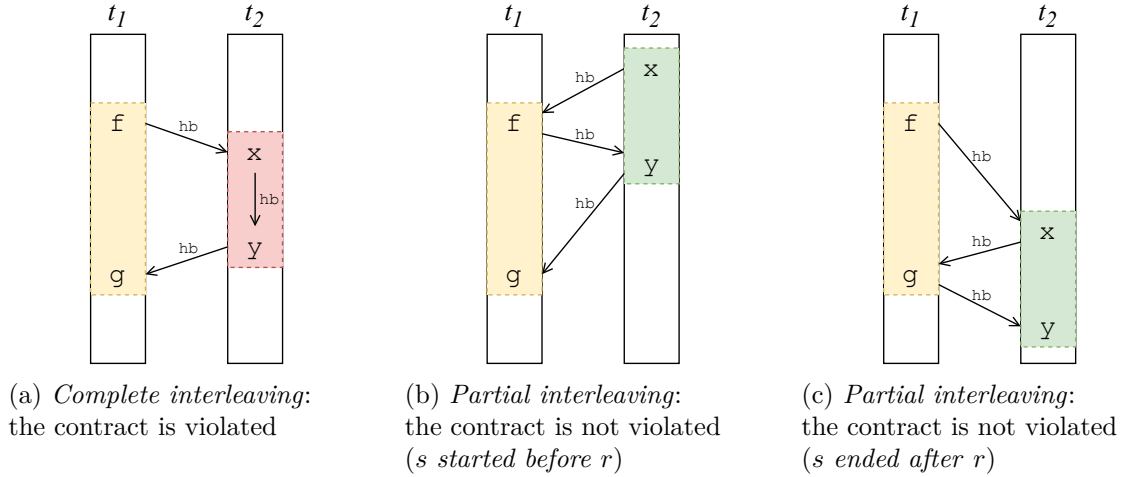 t1 t2
f
hb
x
hb
hb
y
g
(a) Complete interleaving:
the contract is violated
t1 t2
x
hb
f
hb
y
hb
g
(b) Partial interleaving:
the contract is not violated
(s started before r)
t1 t2
f
hb
x
hb
g
hb
y
(c) Partial interleaving:
the contract is not violated
(s ended after r)